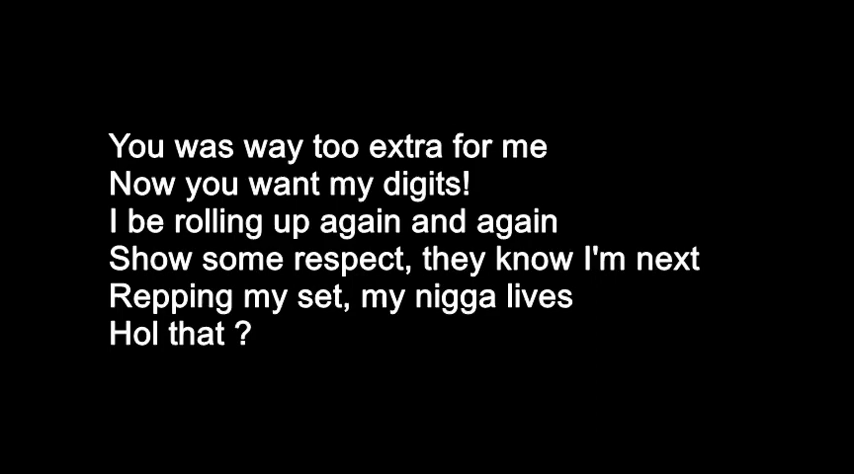 You was way too extra for me
Now you want my digits!
I be rolling up again and again
Show some respect, they know I'm next
Repping my set, my nigga lives
Hol that ?